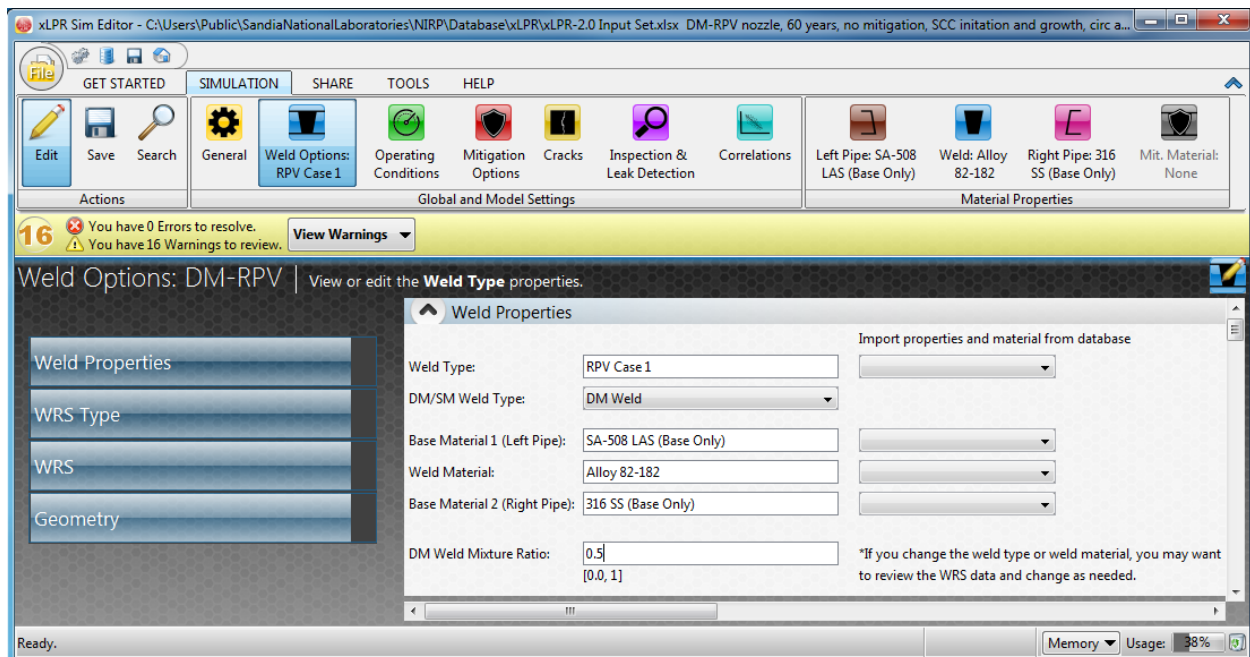 xLPR Sim Editor - C:\Users\Public\SandiaNationalLaboratories\NIRP\Database\xLPR\xLPR-2.0 Input Set.xlsx DM-RPV nozzle, 60 years, no mitigation, SCC initation and growth, circ a...
File
GET STARTED SIMULATION SHARE TOOLS HELP
Edit Save Search General Weld Options: RPV Case 1 Operating Conditions Mitigation Options Cracks Inspection & Leak Detection Correlations Left Pipe: SA-508 LAS (Base Only) Weld: Alloy 82-182 Right Pipe: 316 SS (Base Only) Mit. Material: None
Actions Global and Model Settings Material Properties
16 You have 0 Errors to resolve.
You have 16 Warnings to review.
View Warnings
Weld Options: DM-RPV | View or edit the Weld Type properties.
Weld Properties
WRS Type
WRS
Geometry
Weld Properties
Import properties and material from database
Weld Type: RPV Case 1
DM/SM Weld Type: DM Weld
Base Material 1 (Left Pipe): SA-508 LAS (Base Only)
Weld Material: Alloy 82-182
Base Material 2 (Right Pipe): 316 SS (Base Only)
DM Weld Mixture Ratio: 0.5
[0.0, 1]
*If you change the weld type or weld material, you may want
to review the WRS data and change as needed.
Ready. Memory Usage: 38%